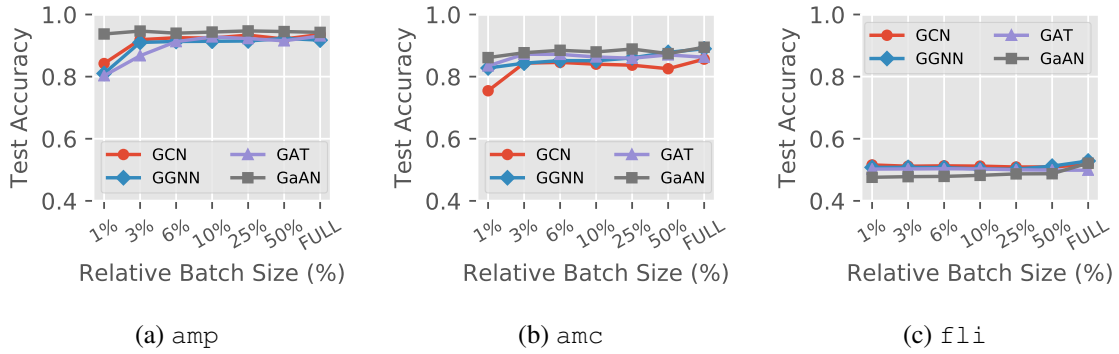 Test Accuracy
1.0
0.8
0.6
0.4
GCN
GGNN
GAT
GaAN
1% 3% 6% 10% 25% 50% FULL
Relative Batch Size (%)
(a) amp
Test Accuracy
1.0
0.8
0.6
0.4
GCN
GGNN
GAT
GaAN
1% 3% 6% 10% 25% 50% FULL
Relative Batch Size (%)
(b) amc
Test Accuracy
1.0
0.8
0.6
0.4
GCN
GGNN
GAT
GaAN
1% 3% 6% 10% 25% 50% FULL
Relative Batch Size (%)
(c) fli